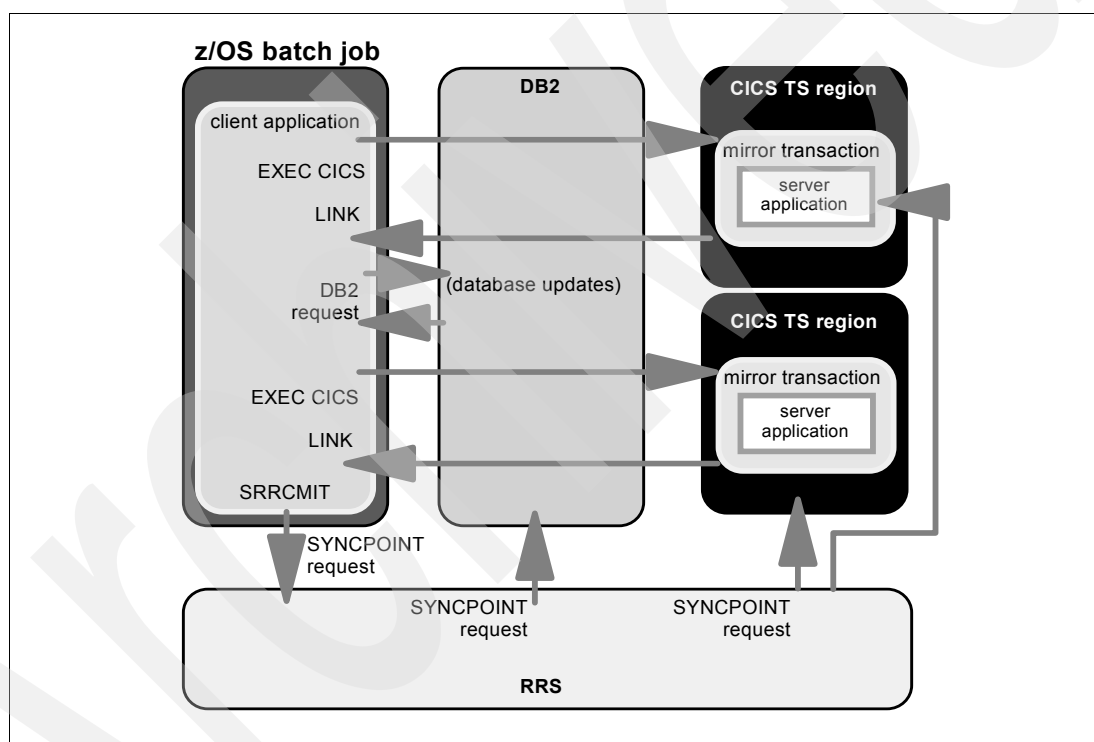 z/OS batch job
client application
EXEC CICS
LINK
DB2
request
EXEC CICS
LINK
SRRCMIT
SYNCPOINT
request
DB2
(database updates)
CICS TS region
mirror transaction
server
application
CICS TS region
mirror transaction
server
application
SYNCPOINT
request
SYNCPOINT
request
RRS